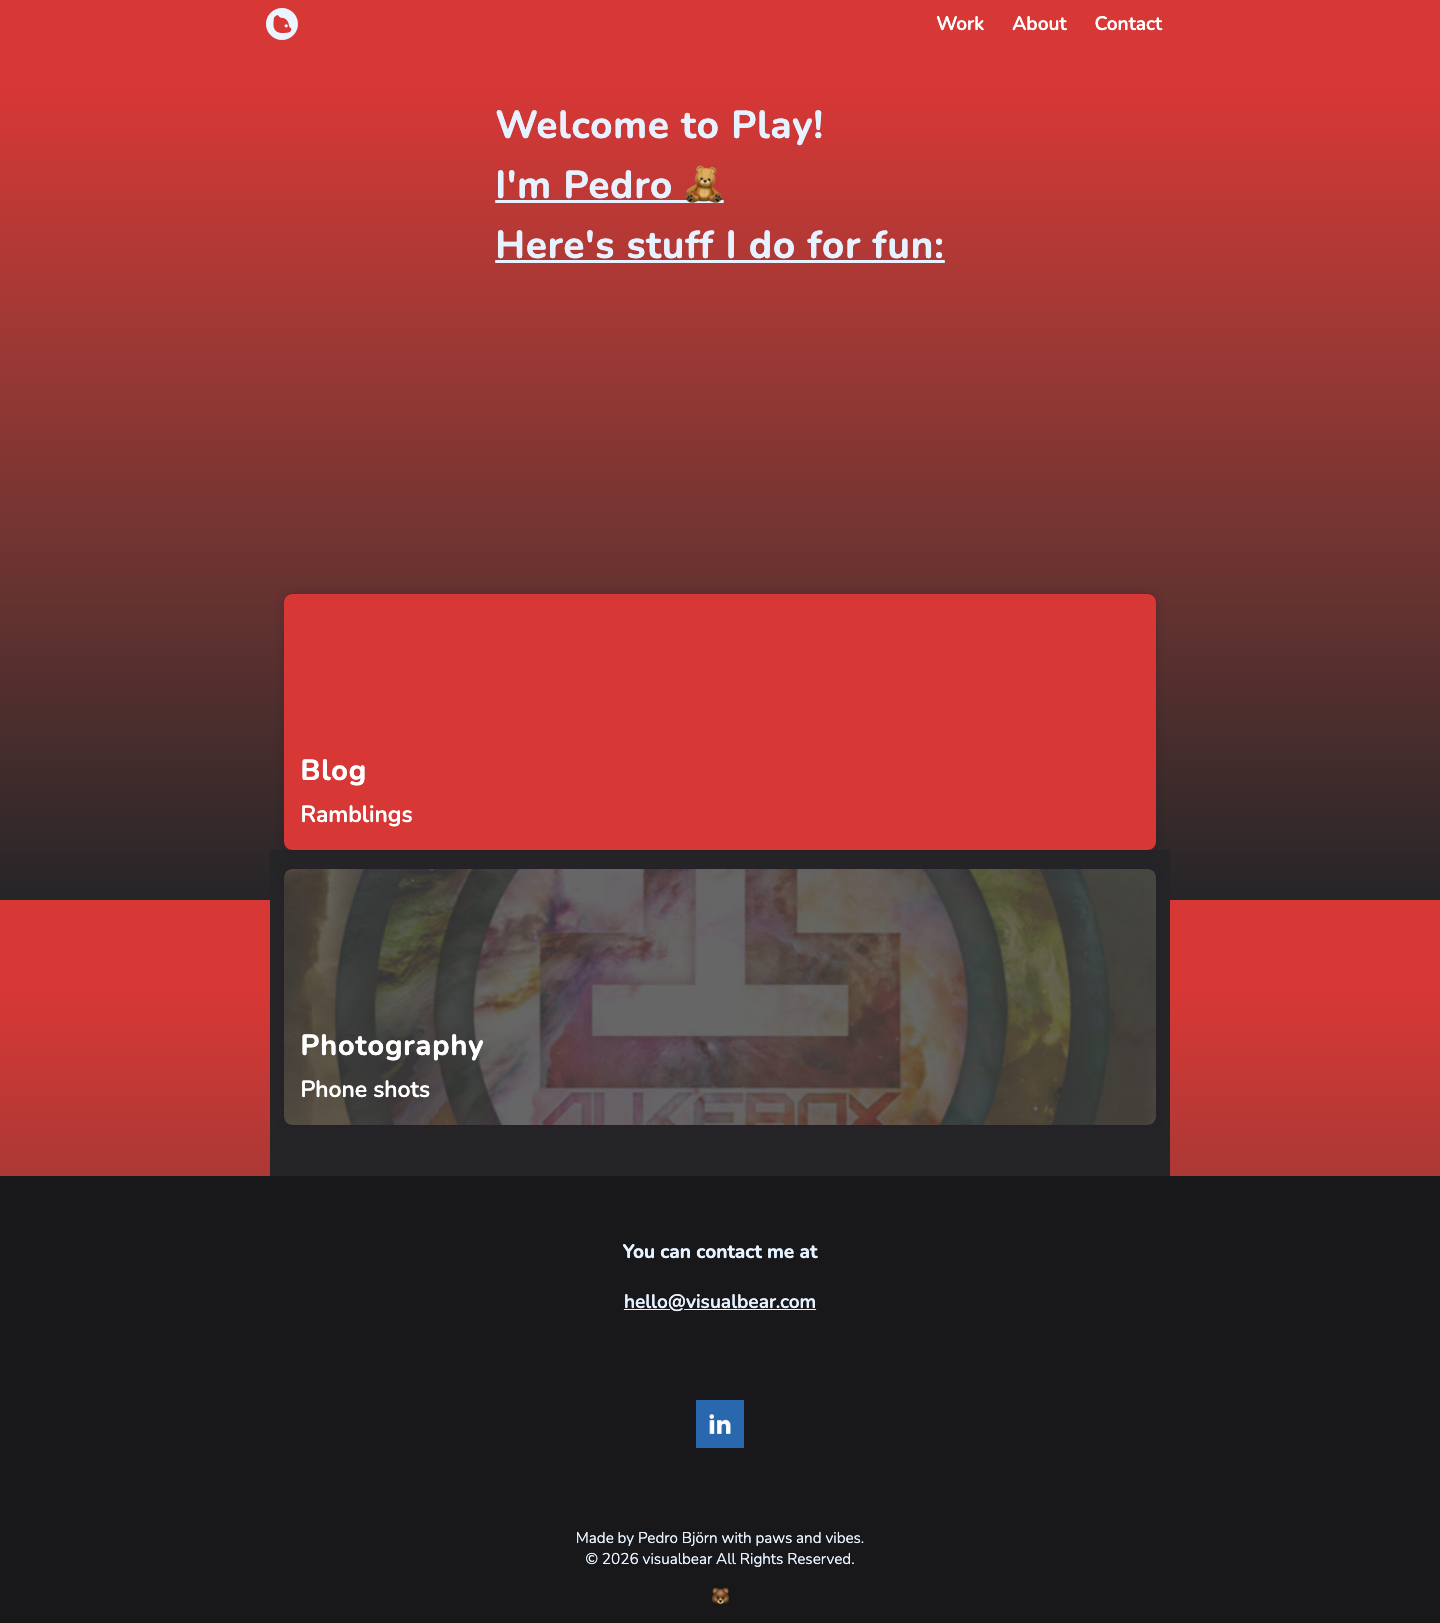 Work About Contact
Welcome to Play!
I'm Pedro 🧸
Here's stuff I do for fun:
Blog
Ramblings
Photography
Phone shots
You can contact me at
hello@visualbear.com
in
Made by Pedro Björn with paws and vibes.
© 2026 visualbear All Rights Reserved.
🐻